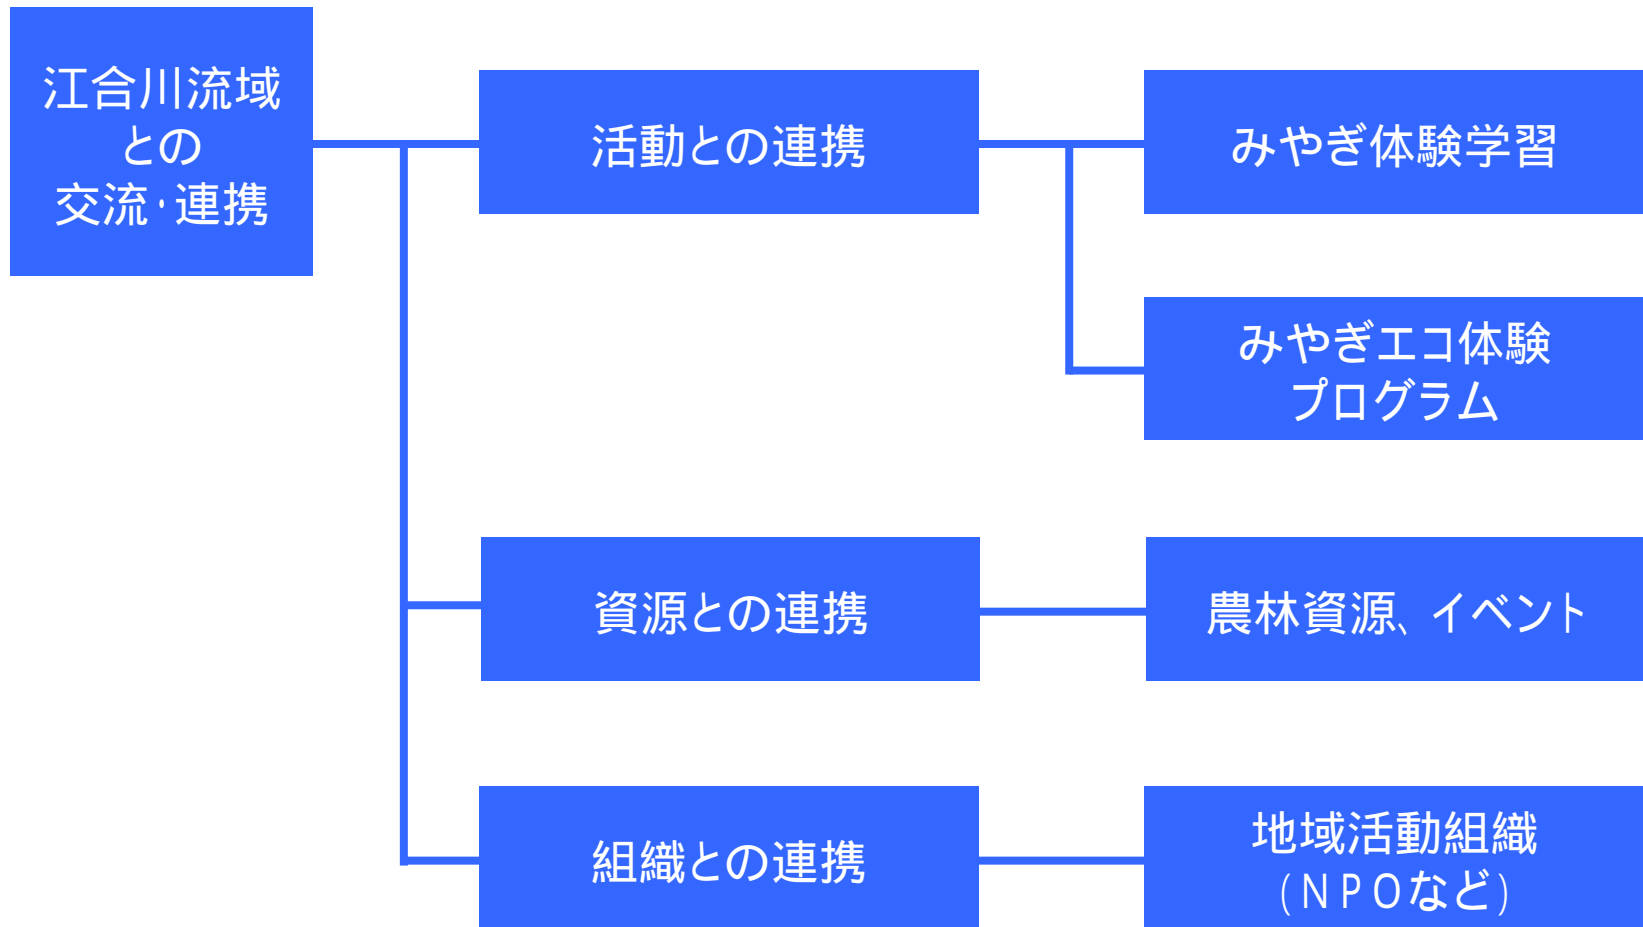 江合川流域
との
交流・連携
活動との連携
みやぎ体験学習
みやぎエコ体験
プログラム
資源との連携
農林資源、イベント
組織との連携
地域活動組織
（ＮＰＯなど）